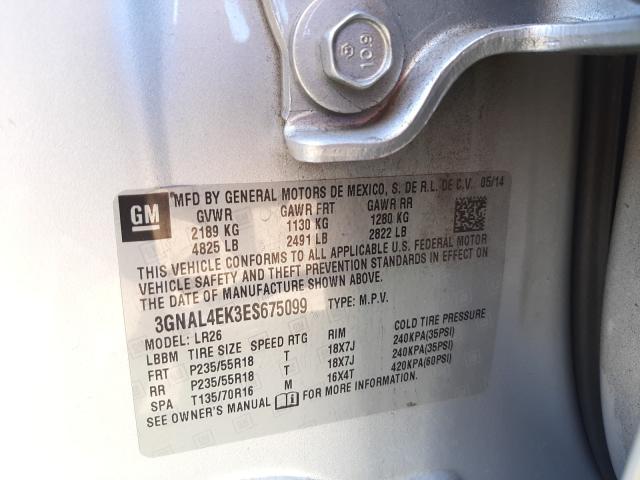 10.9
GM
MFD BY GENERAL MOTORS DE MEXICO, S. DE R.L. DE C.V. 05/14
GVWR GAWR FRT GAWR RR
2189 KG 1130 KG 1280 KG
4825 LB 2491 LB 2822 LB
THIS VEHICLE CONFORMS TO ALL APPLICABLE U.S. FEDERAL MOTOR
VEHICLE SAFETY AND THEFT PREVENTION STANDARDS IN EFFECT ON
THE DATE OF MANUFACTURE SHOWN ABOVE.
3GNAL4EK3ES675099 TYPE: M.P.V.
MODEL: LR26
LBBM TIRE SIZE SPEED RTG RIM COLD TIRE PRESSURE
FRT P235/55R18 T 18X7J 240KPA(35PSI)
RR P235/55R18 T 18X7J 240KPA(35PSI)
SPA T135/70R16 M 16X4T 420KPA(60PSI)
SEE OWNER'S MANUAL FOR MORE INFORMATION.